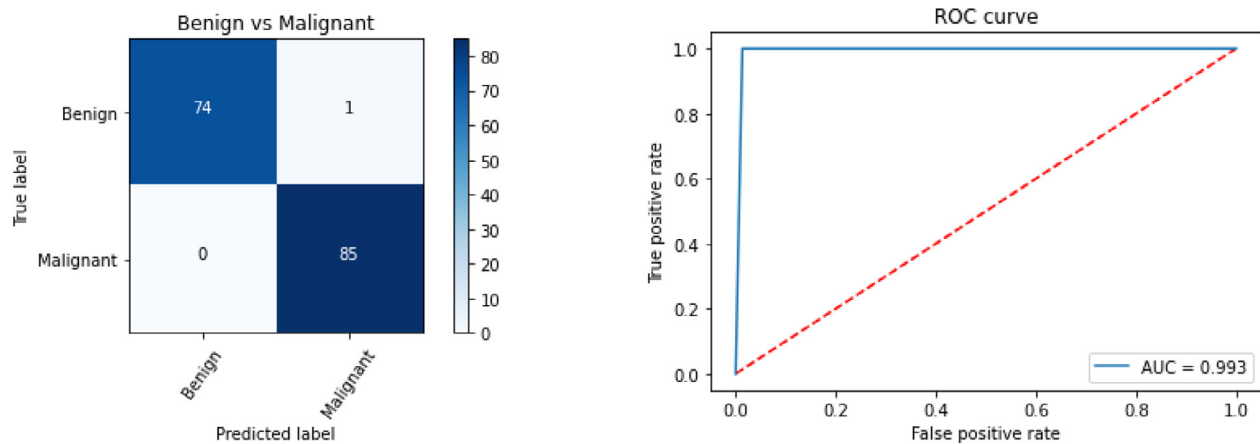 Benign vs Malignant
True label
Benign
Malignant
74
1
0
85
Benign
Malignant
Predicted label
80
70
60
50
40
30
20
10
0
ROC curve
True positive rate
1.0
0.8
0.6
0.4
0.2
0.0
AUC = 0.993
0.0
0.2
0.4
0.6
0.8
1.0
False positive rate